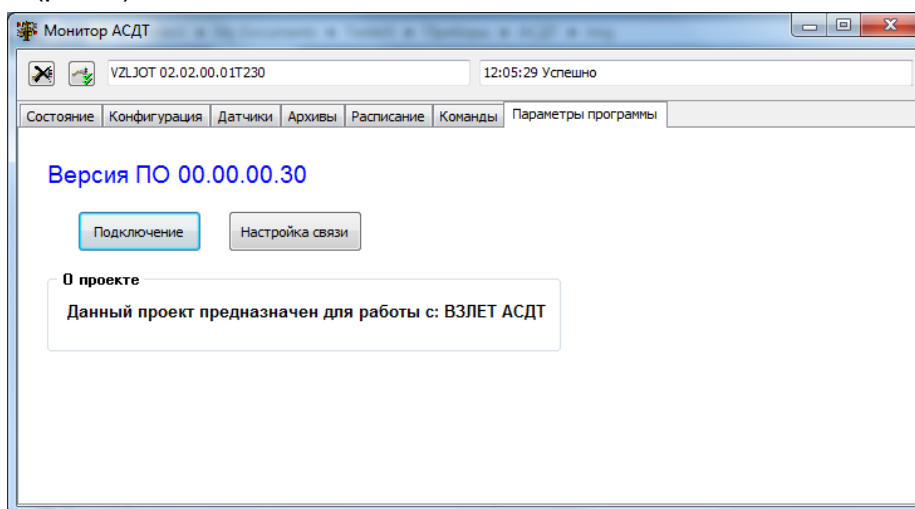 Монитор АСДТ
VZLJOT 02.02.00.01T230
12:05:29 Успешно
Состояние Конфигурация Датчики Архивы Расписание Команды Параметры программы
Версия ПО 00.00.00.30
Подключение Настройка связи
О проекте
Данный проект предназначен для работы с: ВЗЛЕТ АСДТ